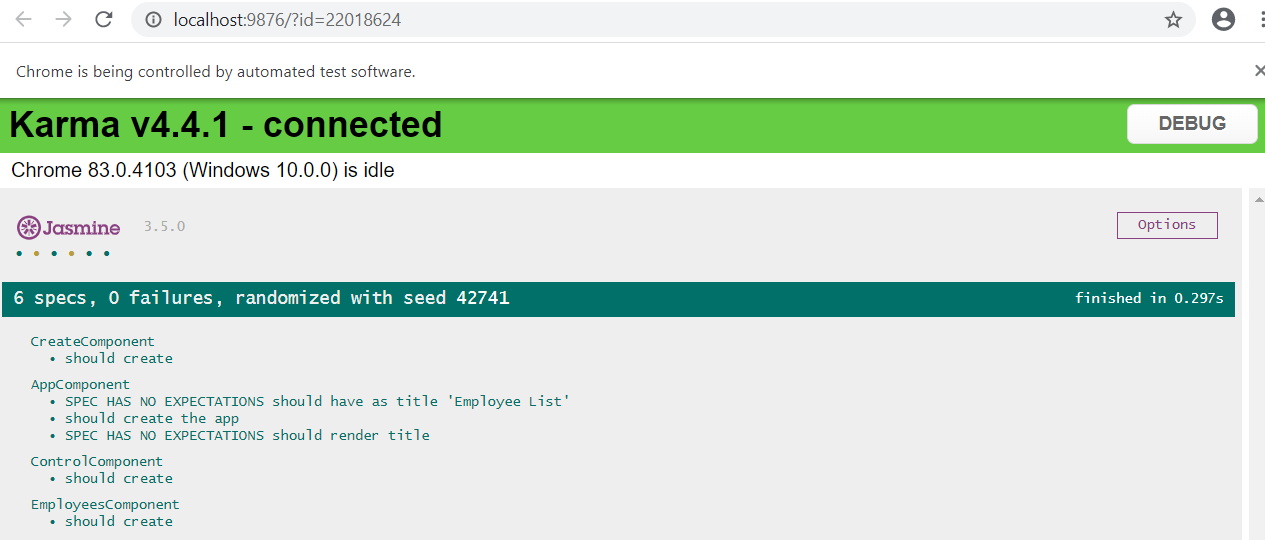 localhost:9876/?id=22018624
Chrome is being controlled by automated test software.
Karma v4.4.1 - connected
DEBUG
Chrome 83.0.4103 (Windows 10.0.0) is idle
Jasmine 3.5.0
Options
6 specs, 0 failures, randomized with seed 42741
finished in 0.297s
CreateComponent
• should create
AppComponent
• SPEC HAS NO EXPECTATIONS should have as title 'Employee List'
• should create the app
• SPEC HAS NO EXPECTATIONS should render title
ControlComponent
• should create
EmployeesComponent
• should create